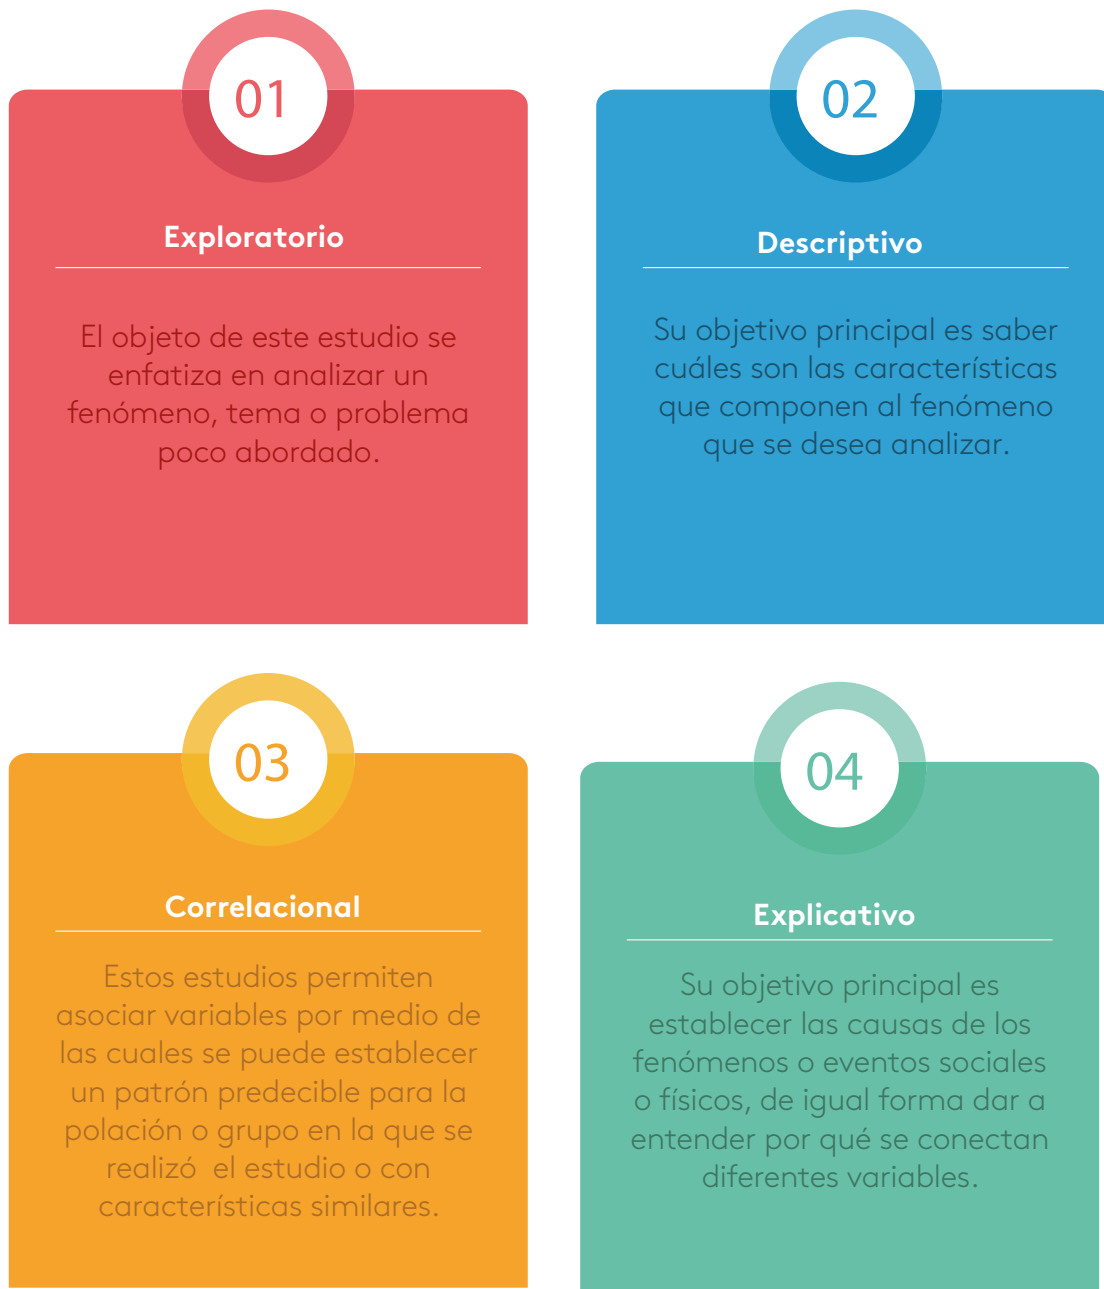 01
Exploratorio
El objeto de este estudio se
enfatiza en analizar un
fenómeno, tema o problema
poco abordado.
02
Descriptivo
Su objetivo principal es saber
cuáles son las características
que componen al fenómeno
que se desea analizar.
03
Correlacional
Estos estudios permiten
asociar variables por medio de
las cuales se puede establecer
un patrón predecible para la
polación o grupo en la que se
realizó  el estudio o con
características similares.
04
Explicativo
Su objetivo principal es
establecer las causas de los
fenómenos o eventos sociales
o físicos, de igual forma dar a
entender por qué se conectan
diferentes variables.